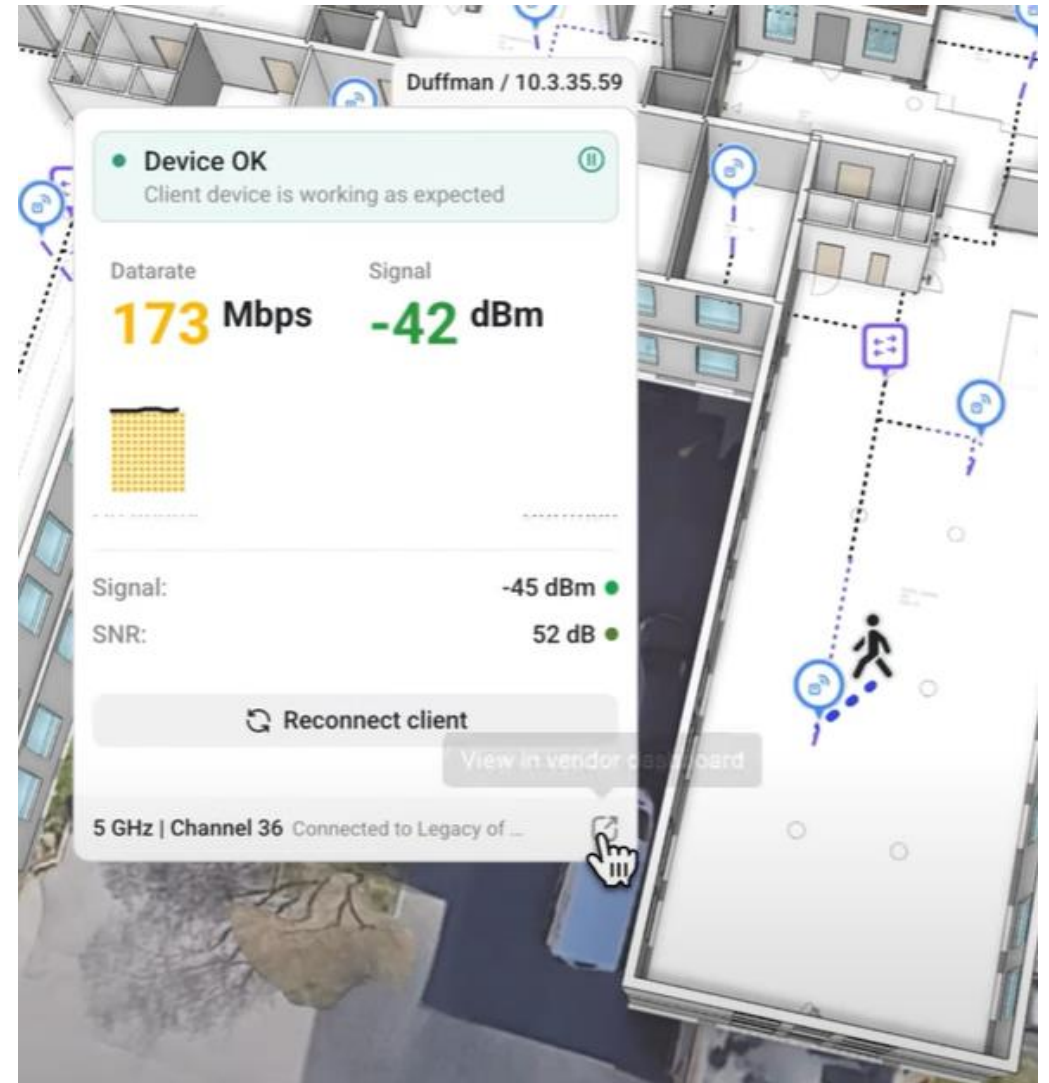 Duffman / 10.3.35.59
Device OK
Client device is working as expected
Datarate
Signal
173 Mbps
-42 dBm
Signal:
-45 dBm
SNR:
52 dB
Reconnect client
View in vendor dashboard
5 GHz | Channel 36 Connected to Legacy of ...